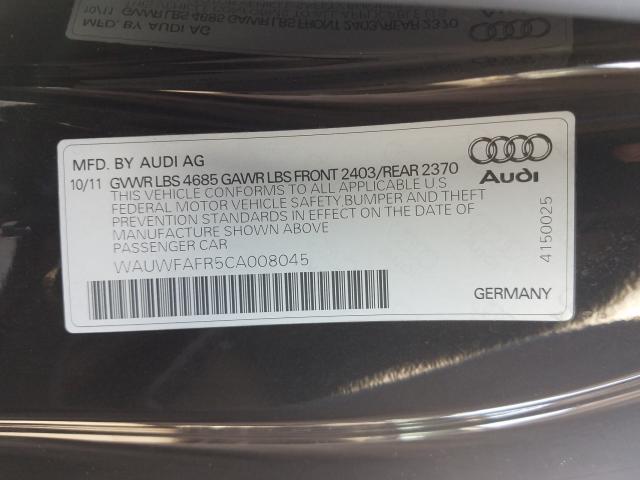 MFD. BY AUDI AG
10/11 GVWR LBS 4685 GAWR LBS FRONT 2403/REAR 2370
THIS VEHICLE CONFORMS TO ALL APPLICABLE U.S
FEDERAL MOTOR VEHICLE SAFETY,BUMPER AND THEFT
PREVENTION STANDARDS IN EFFECT ON THE DATE OF
MANUFACTURE SHOWN ABOVE
PASSENGER CAR
WAUWFAFR5CA008045
Audi
4150025
GERMANY